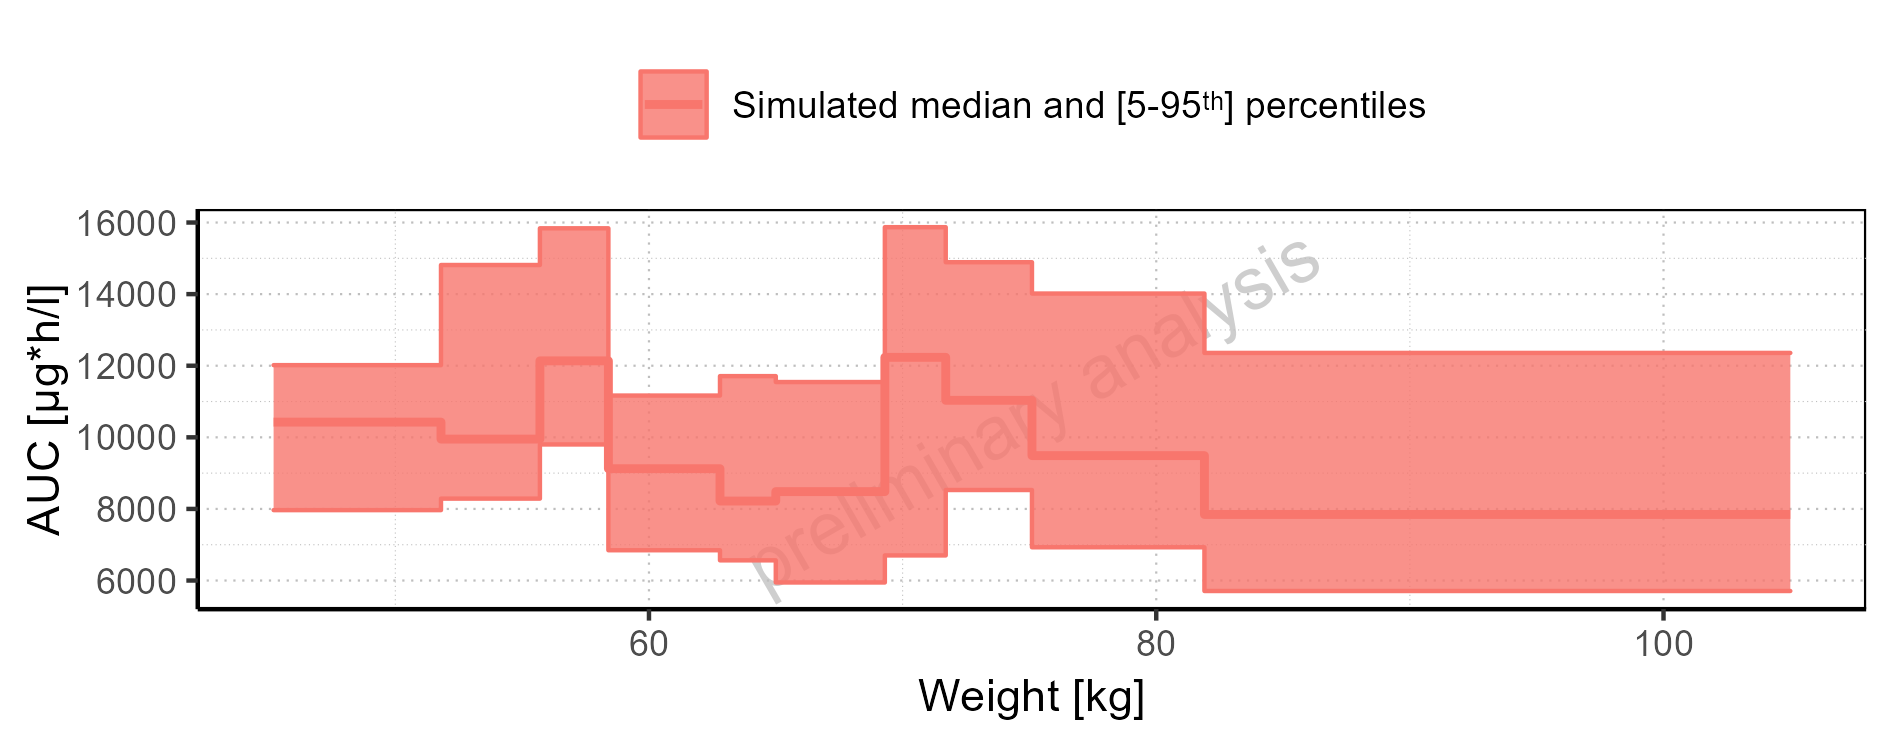 Simulated median and [5-95th] percentiles
16000
14000
12000
10000
8000
6000
AUC [µg*h/l]
preliminary analysis
60 80 100
Weight [kg]